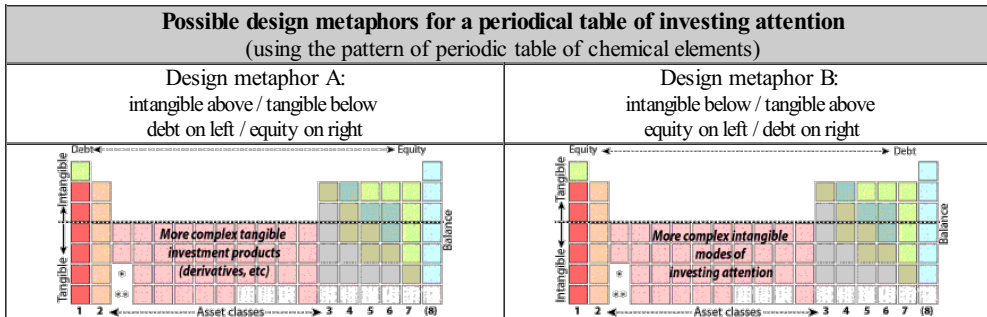 Possible design metaphors for a periodical table of investing attention
(using the pattern of periodic table of chemical elements)
Design metaphor A:
intangible above / tangible below
debt on left / equity on right
Design metaphor B:
intangible below / tangible above
equity on left / debt on right
Debt
Equity
Intangible
Tangible
Balance
More complex tangible
investment products
(derivatives, etc)
*
**
1 2 Asset classes 3 4 5 6 7 (8)
Equity
Debt
Tangible
Intangible
Balance
More complex intangible
modes of
investing attention
*
**
1 2 Asset classes 3 4 5 6 7 (8)